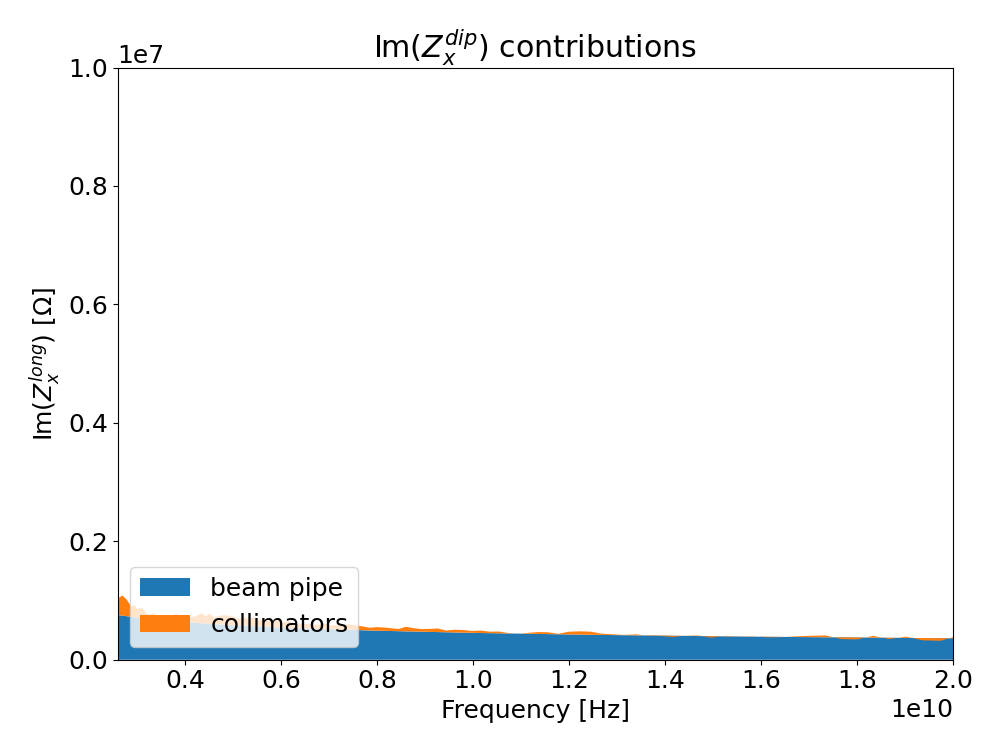 Im(Z_x^{dip}) contributions
1e7
1.0
0.8
0.6
0.4
0.2
0.0
Im(Z_x^{long}) [Ω]
beam pipe
collimators
0.4 0.6 0.8 1.0 1.2 1.4 1.6 1.8 2.0
Frequency [Hz]
1e10